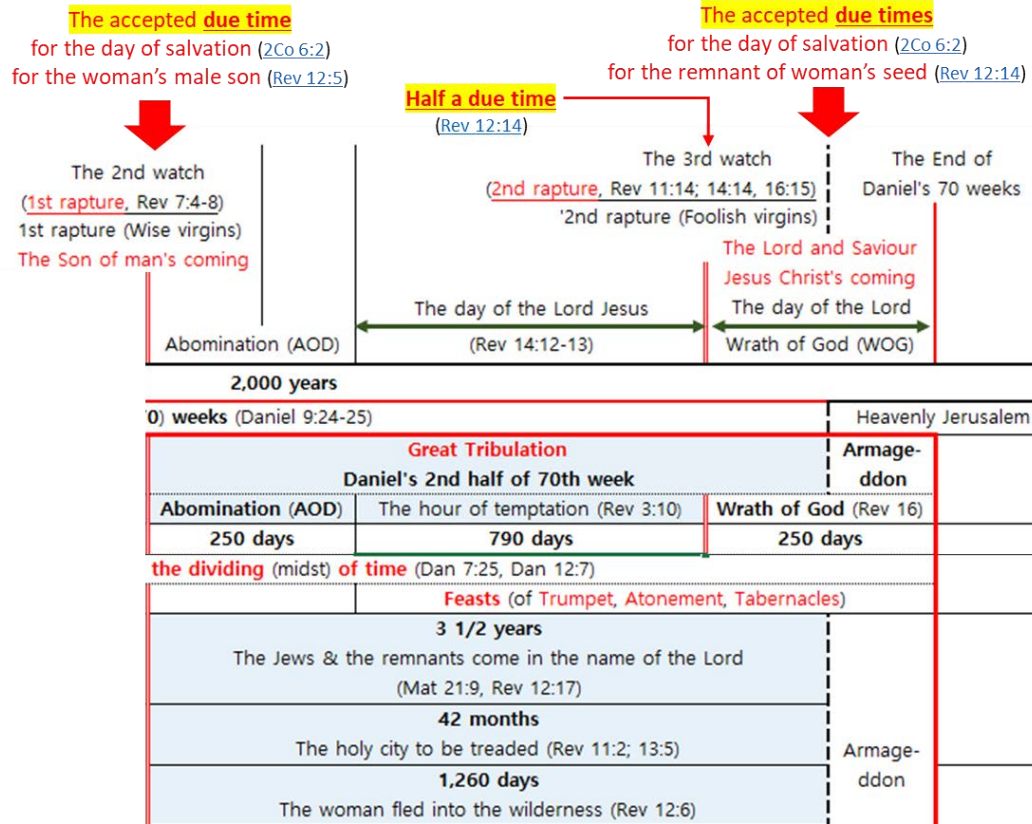 The accepted due time
for the day of salvation (2Co 6:2)
for the woman's male son (Rev 12:5)
The accepted due times
for the day of salvation (2Co 6:2)
for the remnant of woman's seed (Rev 12:14)
Half a due time
(Rev 12:14)
The 2nd watch
(1st rapture, Rev 7:4-8)
1st rapture (Wise virgins)
The Son of man's coming
The 3rd watch
(2nd rapture, Rev 11:14; 14:14, 16:15)
'2nd rapture (Foolish virgins)
The End of
Daniel's 70 weeks
The Lord and Saviour
Jesus Christ's coming
The day of the Lord Jesus
The day of the Lord
Abomination (AOD)
(Rev 14:12-13)
Wrath of God (WOG)
2,000 years
0) weeks (Daniel 9:24-25)
Heavenly Jerusalem
Great Tribulation
Daniel's 2nd half of 70th week
Armage-
ddon
Abomination (AOD)
The hour of temptation (Rev 3:10)
Wrath of God (Rev 16)
250 days
790 days
250 days
the dividing (midst) of time (Dan 7:25, Dan 12:7)
Feasts (of Trumpet, Atonement, Tabernacles)
3 1/2 years
The Jews & the remnants come in the name of the Lord
(Mat 21:9, Rev 12:17)
42 months
The holy city to be treaded (Rev 11:2; 13:5)
Armage-
ddon
1,260 days
The woman fled into the wilderness (Rev 12:6)